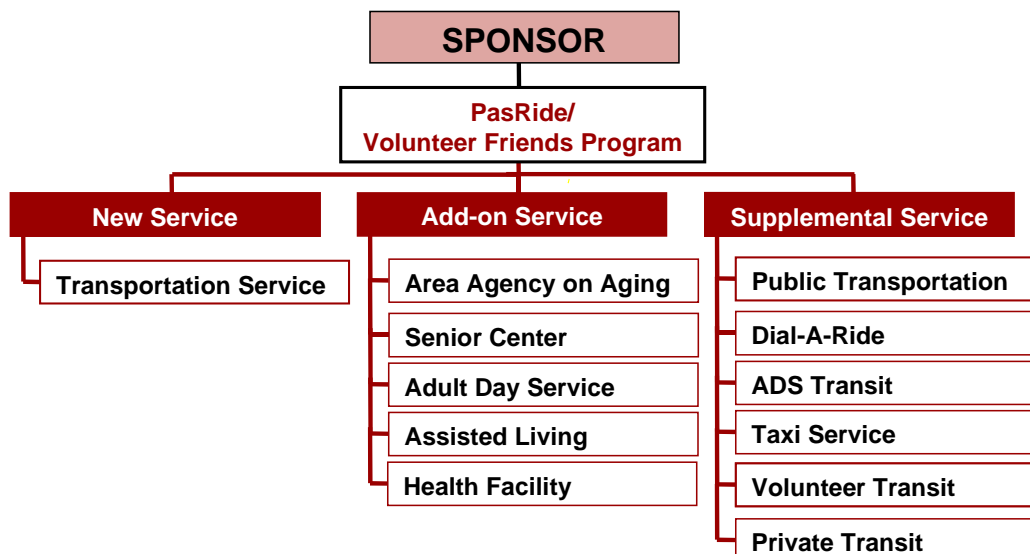 SPONSOR
PasRide/
Volunteer Friends Program
New Service
Transportation Service
Add-on Service
Area Agency on Aging
Senior Center
Adult Day Service
Assisted Living
Health Facility
Supplemental Service
Public Transportation
Dial-A-Ride
ADS Transit
Taxi Service
Volunteer Transit
Private Transit